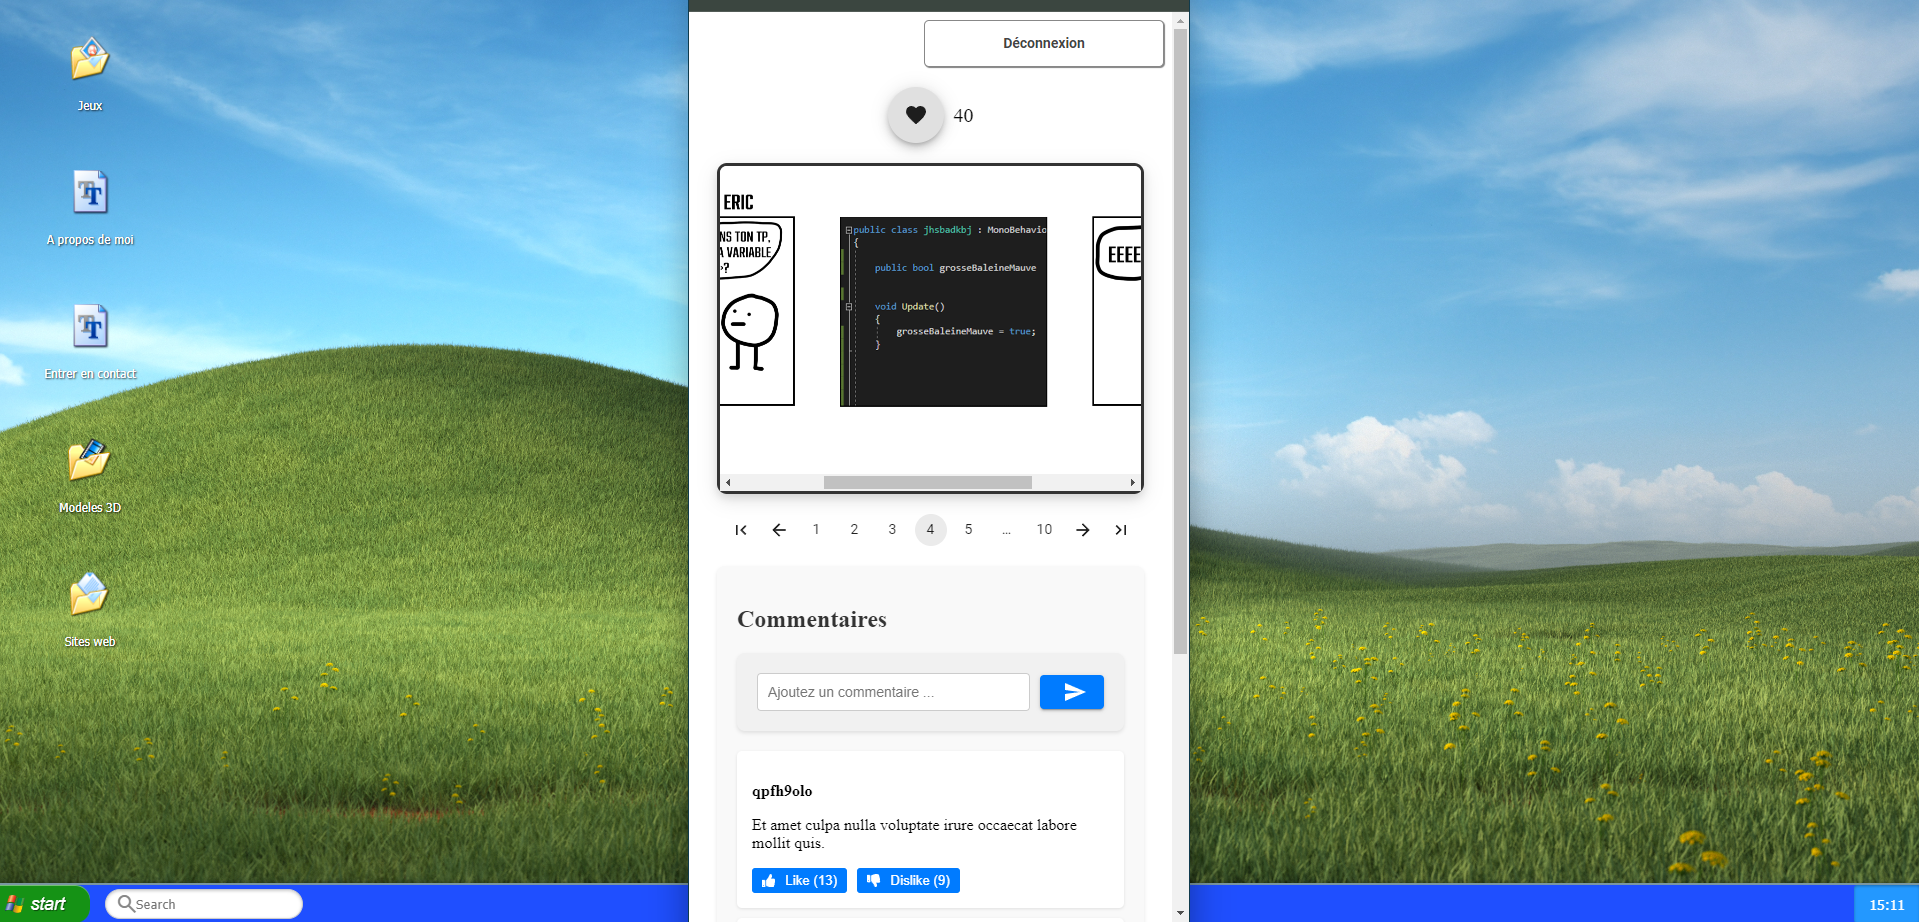 Jeux
A propos de moi
Entrer en contact
Modeles 3D
Sites web
Déconnexion
40
ERIC
NS TON TP,
A VARIABLE
?
public class jhsbadkbj : MonoBehavio
{
public bool grosseBaleineMauve
void Update()
{
grosseBaleineMauve = true;
}
EEEE
1 2 3 4 5 ... 10
Commentaires
Ajoutez un commentaire ...
qpfh9olo
Et amet culpa nulla voluptate irure occaecat labore
mollit quis.
Like (13) Dislike (9)
start
Search
15:11